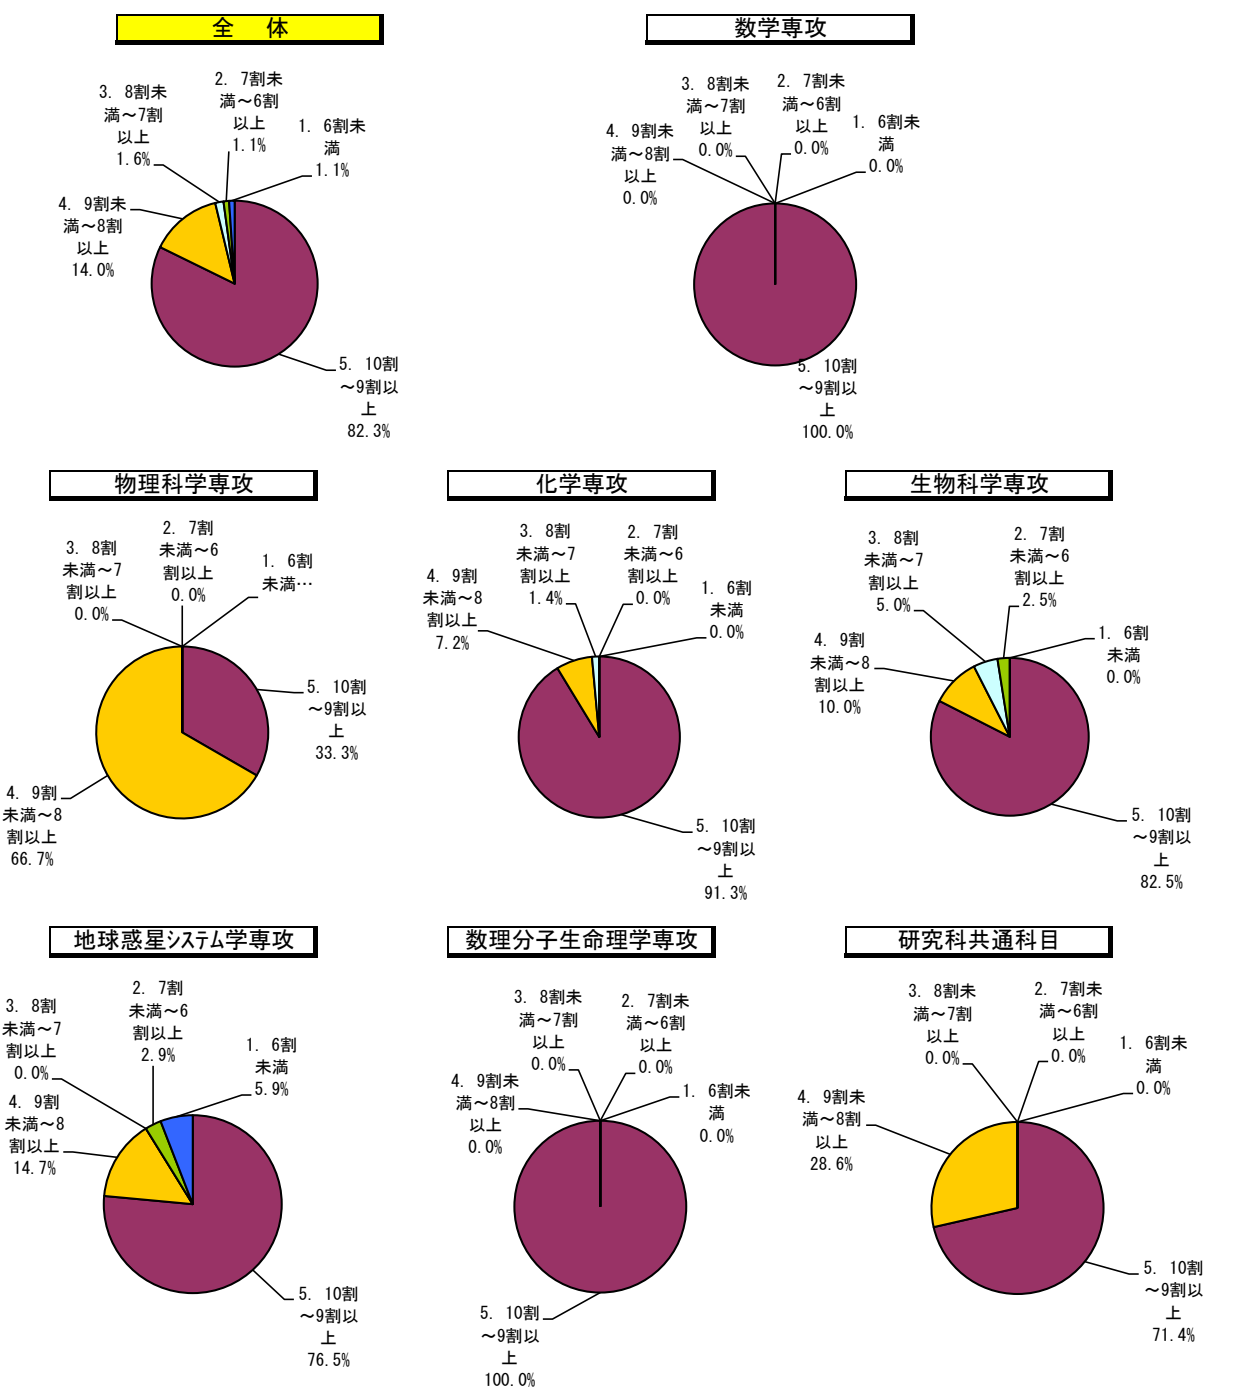 全 体
3. 8割未
満～7割
以上
1.6%
2. 7割未
満～6割
以上
1.1%
1. 6割未
満
1.1%
4. 9割未
満～8割
以上
14.0%
5. 10割
～9割以
上
82.3%
数学専攻
4. 9割未
満～8割
以上
0.0%
3. 8割未
満～7割
以上
0.0%
2. 7割未
満～6割
以上
0.0%
1. 6割未
満
0.0%
5. 10割
～9割以
上
100.0%
物理科学専攻
3. 8割
未満～7
割以上
0.0%
2. 7割
未満～6
割以上
0.0%
1. 6割
未満…
5. 10割
～9割以
上
33.3%
4. 9割
未満～8
割以上
66.7%
化学専攻
4. 9割
未満～8
割以上
7.2%
3. 8割
未満～7
割以上
1.4%
2. 7割
未満～6
割以上
0.0%
1. 6割
未満
0.0%
5. 10割
～9割以
上
91.3%
生物科学専攻
3. 8割
未満～7
割以上
5.0%
2. 7割
未満～6
割以上
2.5%
1. 6割
未満
0.0%
4. 9割
未満～8
割以上
10.0%
5. 10割
～9割以
上
82.5%
地球惑星ｼｽﾃﾑ学専攻
3. 8割
未満～7
割以上
0.0%
2. 7割
未満～6
割以上
2.9%
1. 6割
未満
5.9%
4. 9割
未満～8
割以上
14.7%
5. 10割
～9割以
上
76.5%
数理分子生命理学専攻
3. 8割未
満～7割
以上
0.0%
2. 7割未
満～6割
以上
0.0%
4. 9割未
満～8割
以上
0.0%
1. 6割未
満
0.0%
5. 10割
～9割以
上
100.0%
研究科共通科目
3. 8割未
満～7割
以上
0.0%
2. 7割未
満～6割
以上
0.0%
1. 6割未
満
0.0%
4. 9割未
満～8割
以上
28.6%
5. 10割
～9割以
上
71.4%